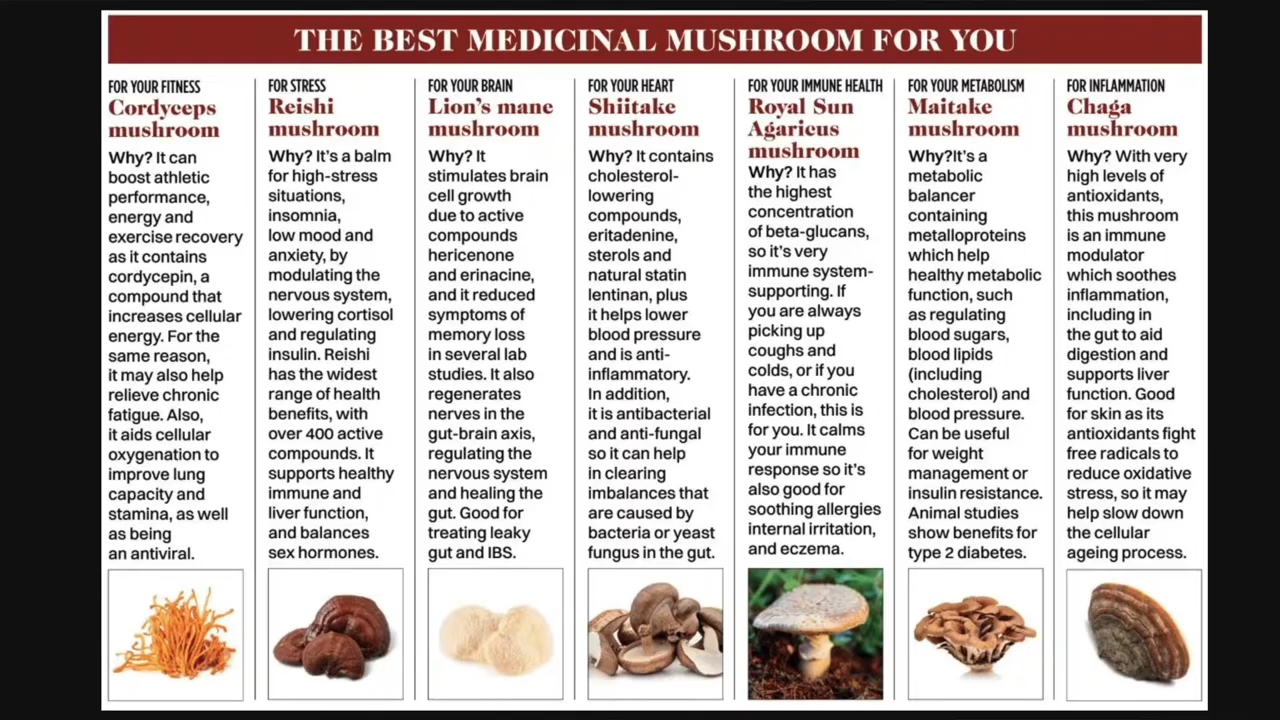 THE BEST MEDICINAL MUSHROOM FOR YOU
FOR YOUR FITNESS
Cordyceps
mushroom
Why? It can
boost athletic
performance,
energy and
exercise recovery
as it contains
cordycepin, a
compound that
increases cellular
energy. For the
same reason,
it may also help
relieve chronic
fatigue. Also,
it aids cellular
oxygenation to
improve lung
capacity and
stamina, as well
as being
an antiviral.
FOR STRESS
Reishi
mushroom
Why? It's a balm
for high-stress
situations,
insomnia,
low mood and
anxiety, by
modulating the
nervous system,
lowering cortisol
and regulating
insulin. Reishi
has the widest
range of health
benefits, with
over 400 active
compounds. It
supports healthy
immune and
liver function,
and balances
sex hormones.
FOR YOUR BRAIN
Lion's mane
mushroom
Why? It
stimulates brain
cell growth
due to active
compounds
hericenone
and erinacine,
and it reduced
symptoms of
memory loss
in several lab
studies. It also
regenerates
nerves in the
gut-brain axis,
regulating the
nervous system
and healing the
gut. Good for
treating leaky
gut and IBS.
FOR YOUR HEART
Shiitake
mushroom
Why? It contains
cholesterol-
lowering
compounds,
eritadenine,
sterols and
natural statin
lentinan, plus
it helps lower
blood pressure
and is anti-
inflammatory.
In addition,
it is antibacterial
and anti-fungal
so it can help
in clearing
imbalances that
are caused by
bacteria or yeast
fungus in the gut.
FOR YOUR IMMUNE HEALTH
Royal Sun
Agaricus
mushroom
Why? It has
the highest
concentration
of beta-glucans,
so it's very
immune system-
supporting. If
you are always
picking up
coughs and
colds, or if you
have a chronic
infection, this is
for you. It calms
your immune
response so it's
also good for
soothing allergies
internal irritation,
and eczema.
FOR YOUR METABOLISM
Maitake
mushroom
Why?It's a
metabolic
balancer
containing
metalloproteins
which help
healthy metabolic
function, such
as regulating
blood sugars,
blood lipids
(including
cholesterol) and
blood pressure.
Can be useful
for weight
management or
insulin resistance.
Animal studies
show benefits for
type 2 diabetes.
FOR INFLAMMATION
Chaga
mushroom
Why? With very
high levels of
antioxidants,
this mushroom
is an immune
modulator
which soothes
inflammation,
including in
the gut to aid
digestion and
supports liver
function. Good
for skin as its
antioxidants fight
free radicals to
reduce oxidative
stress, so it may
help slow down
the cellular
ageing process.